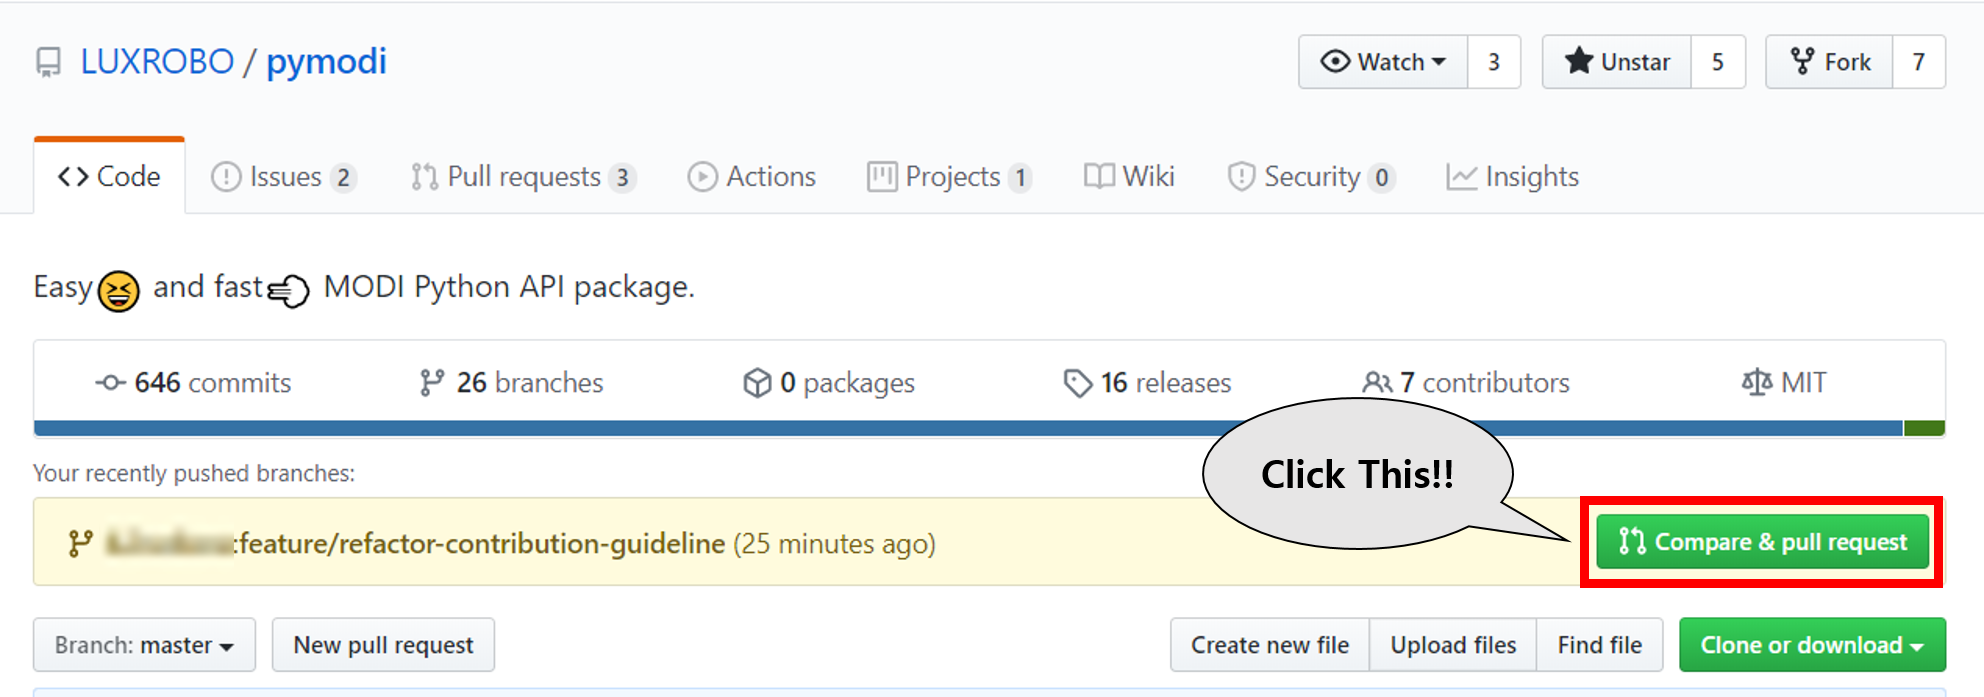 LUXROBO / pymodi
Watch 3
Unstar 5
Fork 7
Code
Issues 2
Pull requests 3
Actions
Projects 1
Wiki
Security 0
Insights
Easy😆 and fast💨 MODI Python API package.
646 commits
26 branches
0 packages
16 releases
7 contributors
MIT
Your recently pushed branches:
Click This!!
:feature/refactor-contribution-guideline (25 minutes ago)
Compare & pull request
Branch: master
New pull request
Create new file
Upload files
Find file
Clone or download